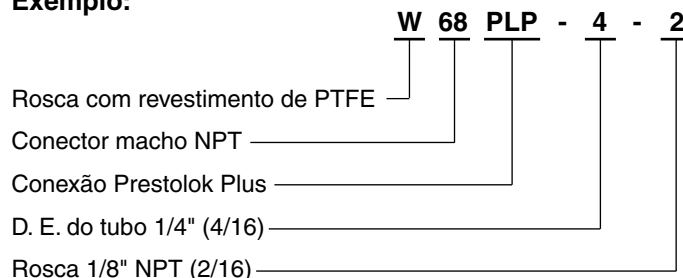 Exemplo:
W 68 PLP - 4 - 2
Rosca com revestimento de PTFE
Conector macho NPT
Conexão Prestolok Plus
D. E. do tubo 1/4" (4/16)
Rosca 1/8" NPT (2/16)